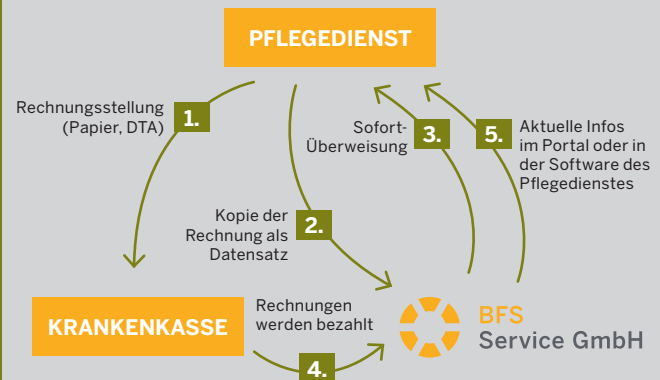 PFLEGEDIENST
Rechnungsstellung
(Papier, DTA)
1.
Kopie der
Rechnung als
Datensatz
2.
Sofort-
Überweisung
3.
5.
Aktuelle Infos
im Portal oder in
der Software des
Pflegedienstes
KRANKENKASSE
Rechnungen
werden bezahlt
4.
BFS
Service GmbH